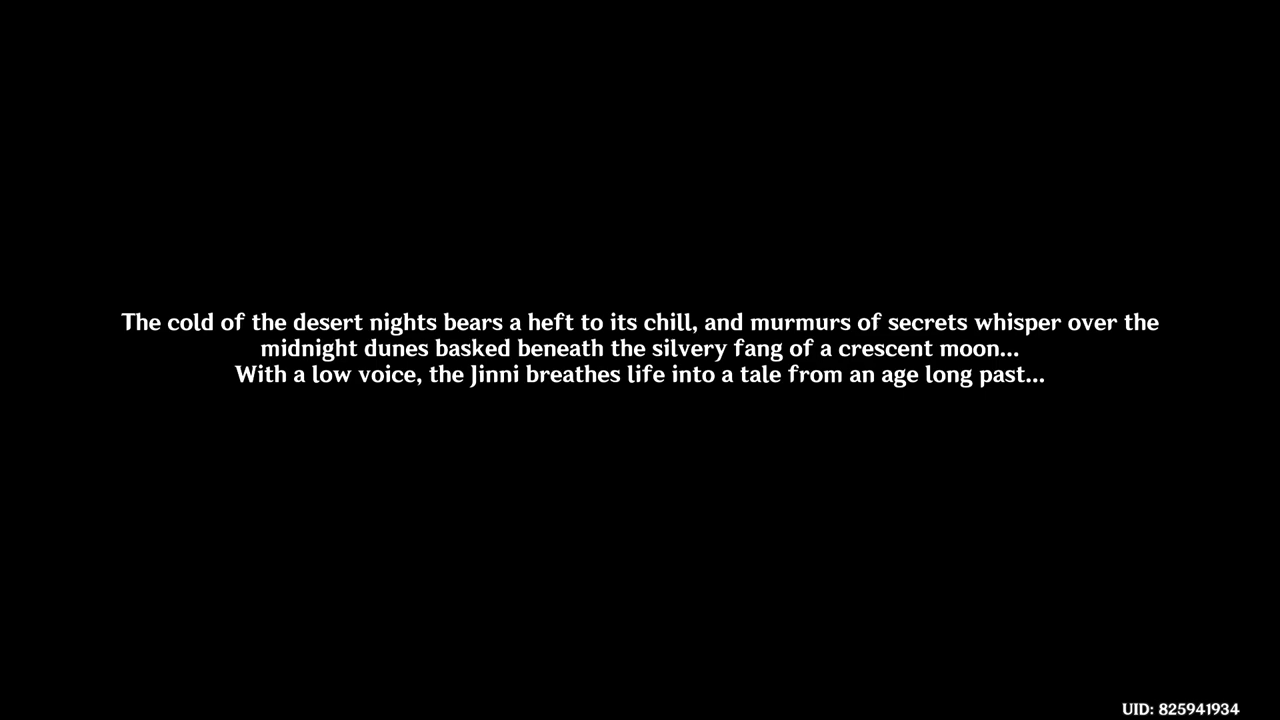 The cold of the desert nights bears a heft to its chill, and murmurs of secrets whisper over the
midnight dunes basked beneath the silvery fang of a crescent moon...
With a low voice, the Jinni breathes life into a tale from an age long past...
UID: 825941934